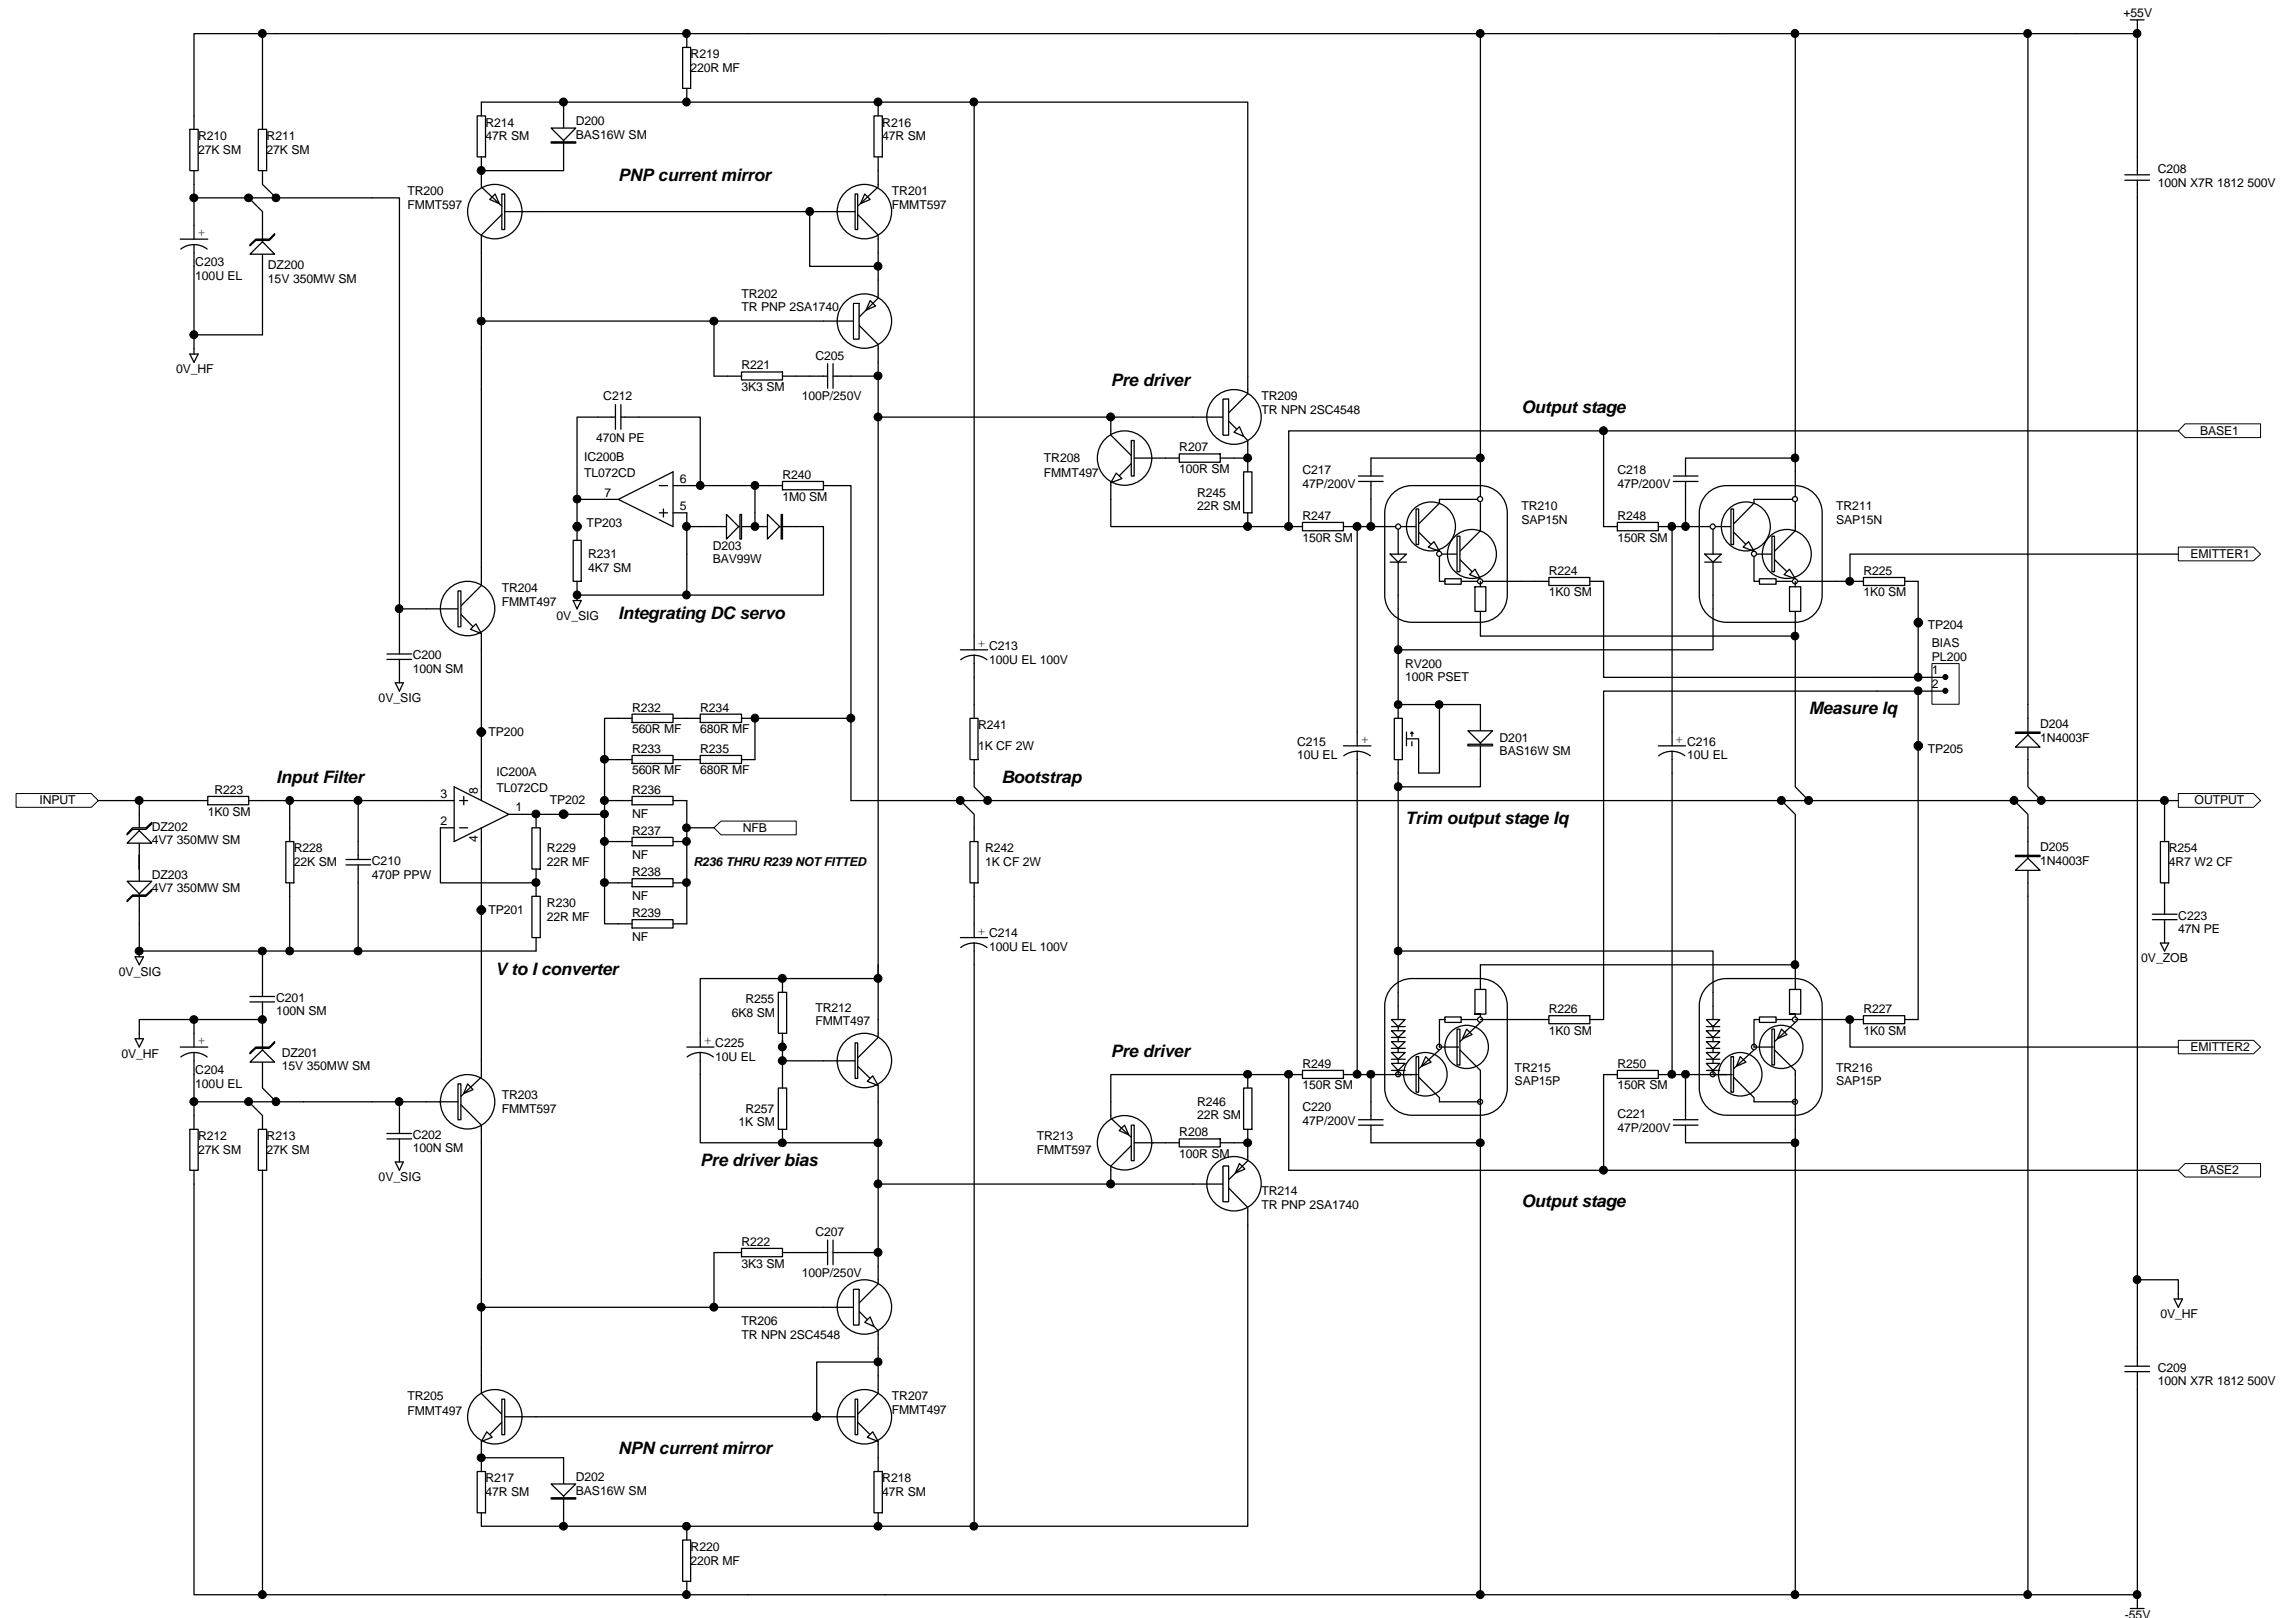 +55V
R219
220R MF
R210
27K SM
R211
27K SM
R214
47R SM
D200
BAS16W SM
R216
47R SM
C208
100N X7R 1812 500V
PNP current mirror
TR200
FMMT597
TR201
FMMT597
C203
100U EL
DZ200
15V 350MW SM
0V_HF
TR202
TR PNP 2SA1740
R221
3K3 SM
C205
100P/250V
Pre driver
TR209
TR NPN 2SC4548
Output stage
BASE1
C212
470N PE
IC200B
TL072CD
7
6
5
R240
1M0 SM
TP203
R231
4K7 SM
D203
BAV99W
0V_SIG
Integrating DC servo
TR208
FMMT497
R207
100R SM
R245
22R SM
C217
47P/200V
R247
150R SM
TR210
SAP15N
C218
47P/200V
R248
150R SM
TR211
SAP15N
EMITTER1
R224
1K0 SM
R225
1K0 SM
TR204
FMMT497
C200
100N SM
0V_SIG
TP204
BIAS
PL200
1
2
C213
100U EL 100V
RV200
100R PSET
Measure Iq
TP200
R232
560R MF
R234
680R MF
R233
560R MF
R235
680R MF
R241
1K CF 2W
Bootstrap
C215
10U EL
D201
BAS16W SM
C216
10U EL
TP205
D204
1N4003F
Input Filter
INPUT
R223
1K0 SM
IC200A
TL072CD
3
2
8
4
1
TP202
R236
NF
R237
NF
R238
NF
R239
NF
NFB
R236 THRU R239 NOT FITTED
Trim output stage Iq
OUTPUT
DZ202
4V7 350MW SM
DZ203
4V7 350MW SM
R228
22K SM
C210
470P PPW
R229
22R MF
R230
22R MF
TP201
R242
1K CF 2W
D205
1N4003F
R254
4R7 W2 CF
C223
47N PE
0V_ZOB
C214
100U EL 100V
0V_SIG
V to I converter
C201
100N SM
0V_HF
C204
100U EL
DZ201
15V 350MW SM
R255
6K8 SM
TR212
FMMT497
C225
10U EL
R257
1K SM
Pre driver bias
R226
1K0 SM
R227
1K0 SM
EMITTER2
Pre driver
R249
150R SM
TR215
SAP15P
R250
150R SM
TR216
SAP15P
TR203
FMMT597
R212
27K SM
R213
27K SM
C202
100N SM
0V_SIG
R246
22R SM
C220
47P/200V
C221
47P/200V
TR213
FMMT597
R208
100R SM
TR214
TR PNP 2SA1740
BASE2
Output stage
R222
3K3 SM
C207
100P/250V
TR206
TR NPN 2SC4548
0V_HF
C209
100N X7R 1812 500V
TR205
FMMT497
TR207
FMMT497
NPN current mirror
R217
47R SM
D202
BAS16W SM
R218
47R SM
R220
220R MF
-55V